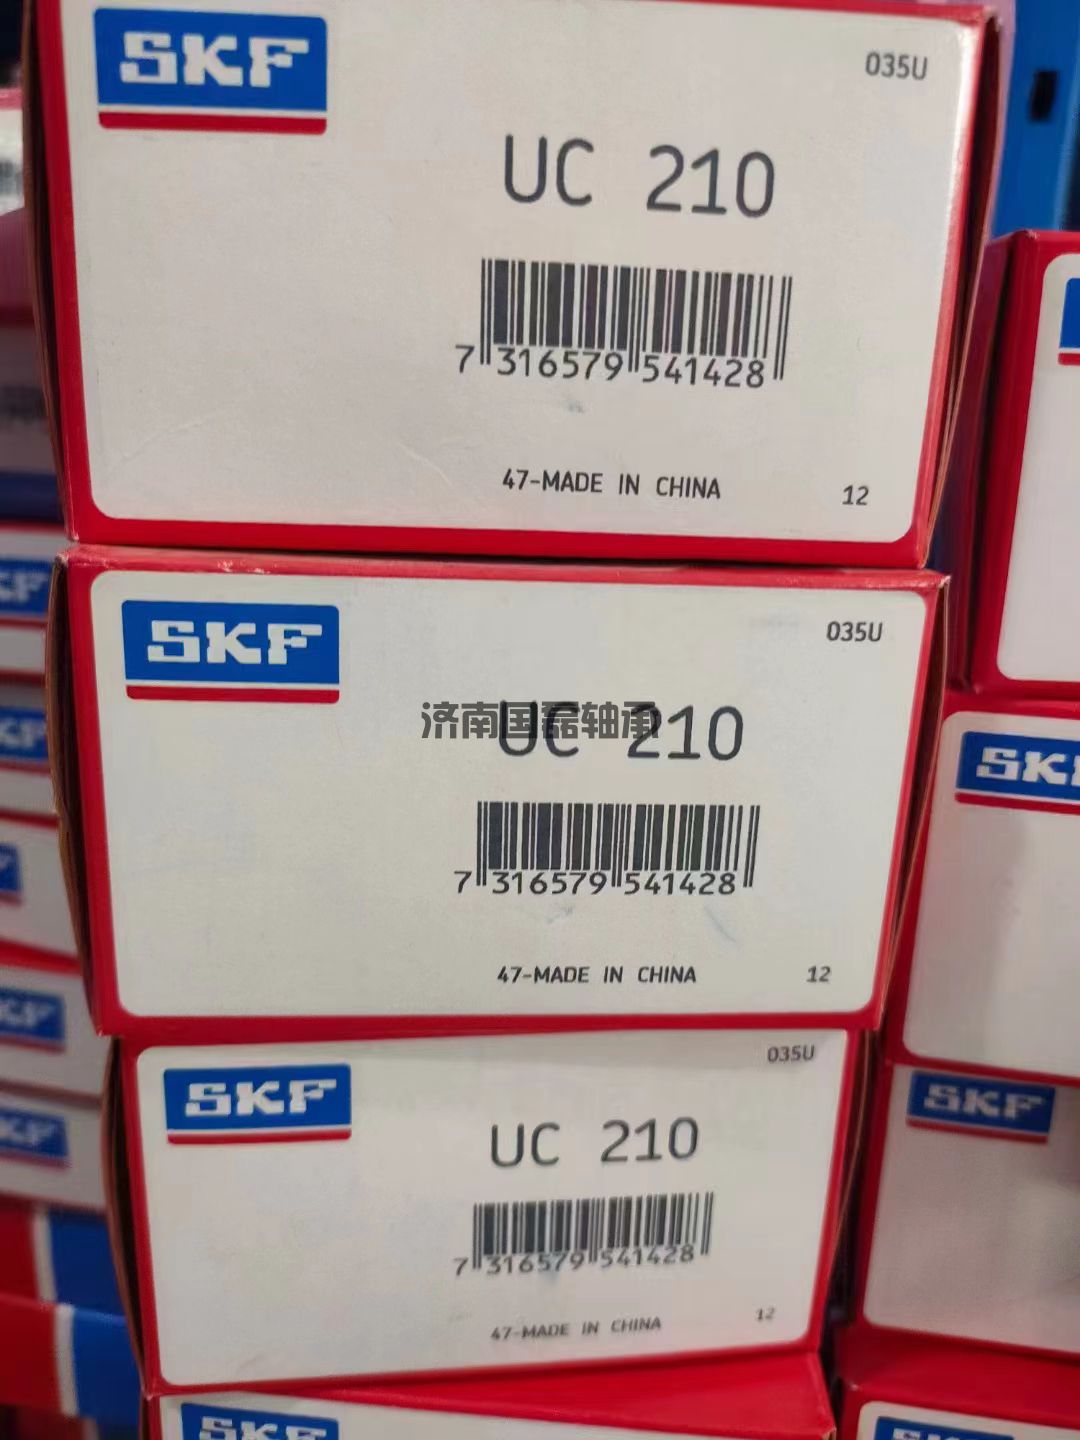 SKF
035U
UC 210
7 316579 541428
47-MADE IN CHINA
12
SKF
035U
济南国磊轴承
UC 210
7 316579 541428
47-MADE IN CHINA
12
SKF
035U
UC 210
7 316579 541428
47-MADE IN CHINA
12
SKF
SKF
SKF